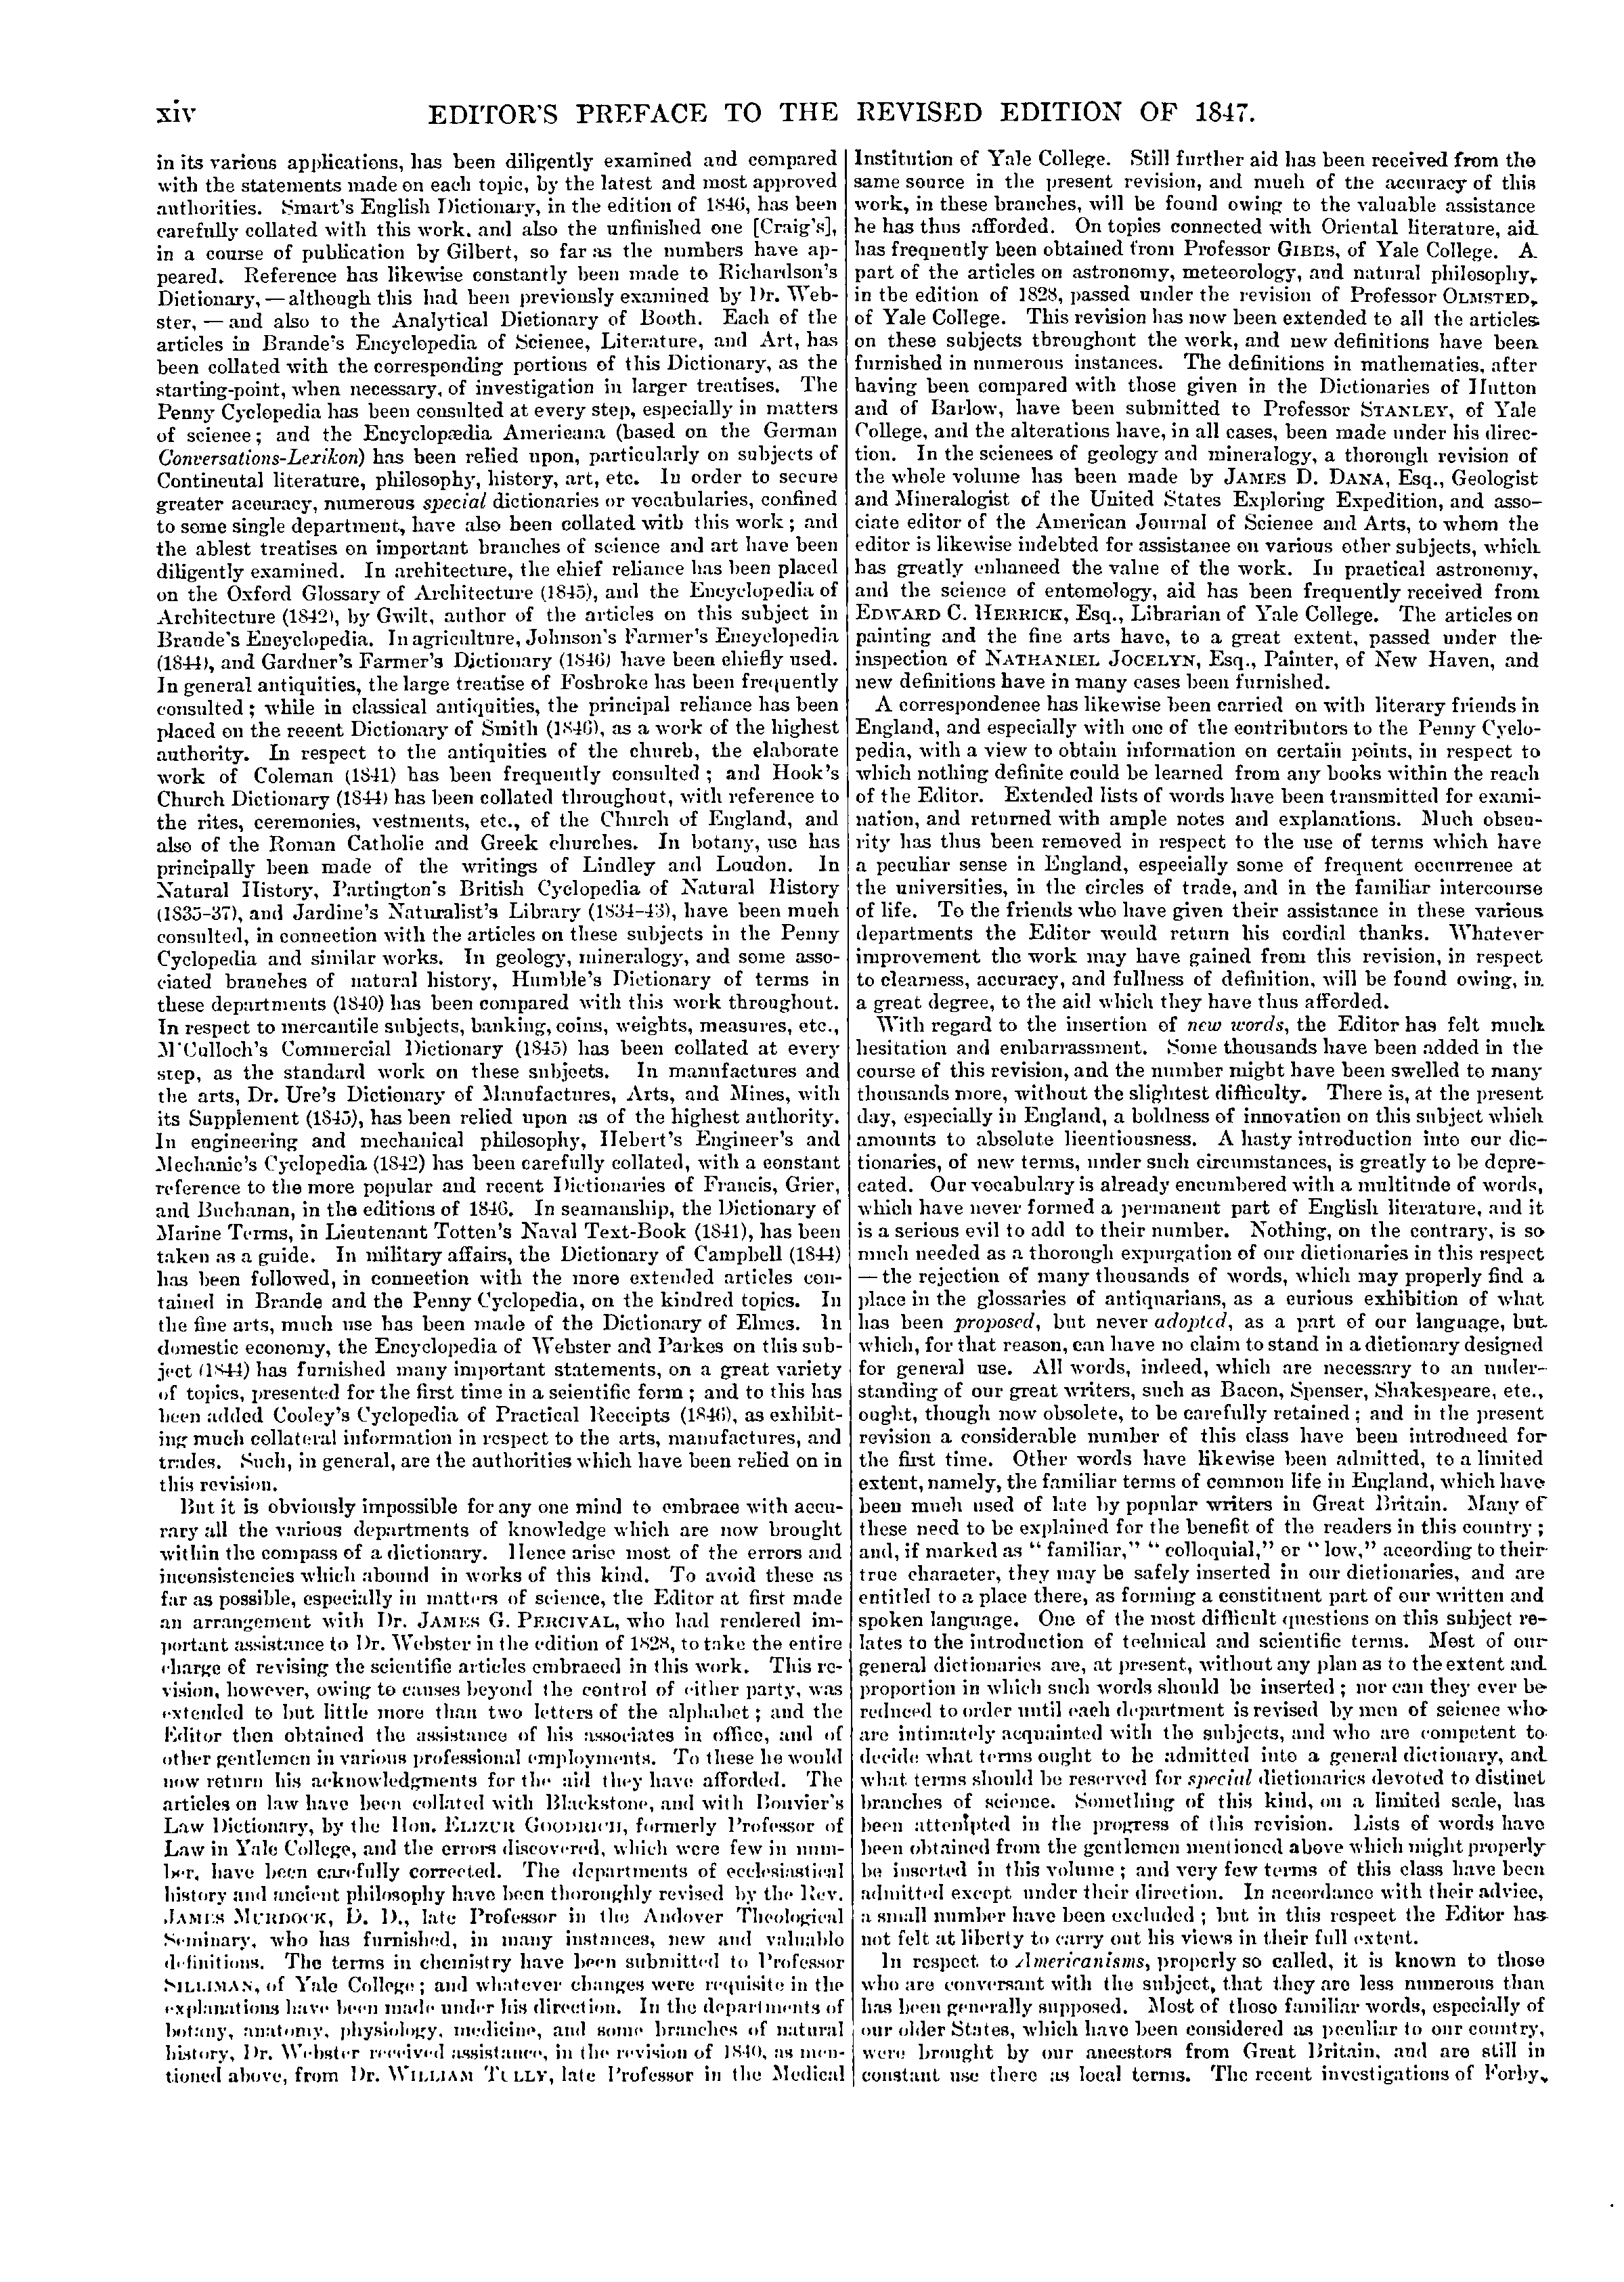 xiv
EDITOR'S PREFACE TO THE REVISED EDITION OF 1847.
in its various applications, has been diligently examined and compared
with the statements made on each topic, by the latest and most approved
authorities. Smart's English Dictionary, in the edition of 1846, has been
carefully collated with this work, and also the unfinished one [Craig's],
in a course of publication by Gilbert, so far as the numbers have ap-
peared. Reference has likewise constantly been made to Richardson's
Dictionary, — although this had been previously examined by Dr. Web-
ster, — and also to the Analytical Dictionary of Booth. Each of the
articles in Brande's Encyclopedia of Science, Literature, and Art, has
been collated with the corresponding portions of this Dictionary, as the
starting-point, when necessary, of investigation in larger treatises. The
Penny Cyclopedia has been consulted at every step, especially in matters
of science; and the Encyclopædia Americana (based on the German
Conversations-Lexikon) has been relied upon, particularly on subjects of
Continental literature, philosophy, history, art, etc. In order to secure
greater accuracy, numerous special dictionaries or vocabularies, confined
to some single department, have also been collated with this work; and
the ablest treatises on important branches of science and art have been
diligently examined. In architecture, the chief reliance has been placed
on the Oxford Glossary of Architecture (1845), and the Encyclopedia of
Architecture (1842), by Gwilt, author of the articles on this subject in
Brande's Encyclopedia. In agriculture, Johnson's Farmer's Encyclopedia
(1844), and Gardner's Farmer's Dictionary (1846) have been chiefly used.
In general antiquities, the large treatise of Fosbroke has been frequently
consulted; while in classical antiquities, the principal reliance has been
placed on the recent Dictionary of Smith (1846), as a work of the highest
authority. In respect to the antiquities of the church, the elaborate
work of Coleman (1841) has been frequently consulted; and Hook's
Church Dictionary (1844) has been collated throughout, with reference to
the rites, ceremonies, vestments, etc., of the Church of England, and
also of the Roman Catholic and Greek churches. In botany, use has
principally been made of the writings of Lindley and Loudon. In
Natural History, Partington's British Cyclopedia of Natural History
(1835-37), and Jardine's Naturalist's Library (1834-43), have been much
consulted, in connection with the articles on these subjects in the Penny
Cyclopedia and similar works. In geology, mineralogy, and some asso-
ciated branches of natural history, Humble's Dictionary of terms in
these departments (1840) has been compared with this work throughout.
In respect to mercantile subjects, banking, coins, weights, measures, etc.,
M'Culloch's Commercial Dictionary (1845) has been collated at every
step, as the standard work on these subjects. In manufactures and
the arts, Dr. Ure's Dictionary of Manufactures, Arts, and Mines, with
its Supplement (1845), has been relied upon as of the highest authority.
In engineering and mechanical philosophy, Hebert's Engineer's and
Mechanic's Cyclopedia (1842) has been carefully collated, with a constant
reference to the more popular and recent Dictionaries of Francis, Grier,
and Buchanan, in the editions of 1846. In seamanship, the Dictionary of
Marine Terms, in Lieutenant Totten's Naval Text-Book (1841), has been
taken as a guide. In military affairs, the Dictionary of Campbell (1844)
has been followed, in connection with the more extended articles con-
tained in Brande and the Penny Cyclopedia, on the kindred topics. In
the fine arts, much use has been made of the Dictionary of Elmes. In
domestic economy, the Encyclopedia of Webster and Parkes on this sub-
ject (1844) has furnished many important statements, on a great variety
of topics, presented for the first time in a scientific form; and to this has
been added Cooley's Cyclopedia of Practical Receipts (1846), as exhibit-
ing much collateral information in respect to the arts, manufactures, and
trades. Such, in general, are the authorities which have been relied on in
this revision.
But it is obviously impossible for any one mind to embrace with accu-
racy all the various departments of knowledge which are now brought
within the compass of a dictionary. Hence arise most of the errors and
inconsistencies which abound in works of this kind. To avoid these as
far as possible, especially in matters of science, the Editor at first made
an arrangement with Dr. JAMES G. PERCIVAL, who had rendered im-
portant assistance to Dr. Webster in the edition of 1828, to take the entire
charge of revising the scientific articles embraced in this work. This re-
vision, however, owing to causes beyond the control of either party, was
extended to but little more than two letters of the alphabet; and the
Editor then obtained the assistance of his associates in office, and of
other gentlemen in various professional employments. To these he would
now return his acknowledgments for the aid they have afforded. The
articles on law have been collated with Blackstone, and with Bouvier's
Law Dictionary, by the Hon. ELIZUR GOODRICH, formerly Professor of
Law in Yale College, and the errors discovered, which were few in num-
ber, have been carefully corrected. The departments of ecclesiastical
history and ancient philosophy have been thoroughly revised by the Rev.
JAMES MURDOCK, D. D., late Professor in the Andover Theological
Seminary, who has furnished, in many instances, new and valuable
definitions. The terms in chemistry have been submitted to Professor
SILLIMAN, of Yale College; and whatever changes were requisite in the
explanations have been made under his direction. In the departments of
botany, anatomy, physiology, medicine, and some branches of natural
history, Dr. Webster received assistance, in the revision of 1840, as men-
tioned above, from Dr. WILLIAM TULLY, late Professor in the Medical
Institution of Yale College. Still further aid has been received from the
same source in the present revision, and much of the accuracy of this
work, in these branches, will be found owing to the valuable assistance
he has thus afforded. On topics connected with Oriental literature, aid
has frequently been obtained from Professor GIBBS, of Yale College. A
part of the articles on astronomy, meteorology, and natural philosophy,
in the edition of 1828, passed under the revision of Professor OLMSTED,
of Yale College. This revision has now been extended to all the articles
on these subjects throughout the work, and new definitions have been
furnished in numerous instances. The definitions in mathematics, after
having been compared with those given in the Dictionaries of Hutton
and of Barlow, have been submitted to Professor STANLEY, of Yale
College, and the alterations have, in all cases, been made under his direc-
tion. In the sciences of geology and mineralogy, a thorough revision of
the whole volume has been made by JAMES D. DANA, Esq., Geologist
and Mineralogist of the United States Exploring Expedition, and asso-
ciate editor of the American Journal of Science and Arts, to whom the
editor is likewise indebted for assistance on various other subjects, which
has greatly enhanced the value of the work. In practical astronomy,
and the science of entomology, aid has been frequently received from
EDWARD C. HERRICK, Esq., Librarian of Yale College. The articles on
painting and the fine arts have, to a great extent, passed under the
inspection of NATHANIEL JOCELYN, Esq., Painter, of New Haven, and
new definitions have in many cases been furnished.
A correspondence has likewise been carried on with literary friends in
England, and especially with one of the contributors to the Penny Cyclo-
pedia, with a view to obtain information on certain points, in respect to
which nothing definite could be learned from any books within the reach
of the Editor. Extended lists of words have been transmitted for exami-
nation, and returned with ample notes and explanations. Much obscu-
rity has thus been removed in respect to the use of terms which have
a peculiar sense in England, especially some of frequent occurrence at
the universities, in the circles of trade, and in the familiar intercourse
of life. To the friends who have given their assistance in these various
departments the Editor would return his cordial thanks. Whatever
improvement the work may have gained from this revision, in respect
to clearness, accuracy, and fullness of definition, will be found owing, in
a great degree, to the aid which they have thus afforded.
With regard to the insertion of new words, the Editor has felt much
hesitation and embarrassment. Some thousands have been added in the
course of this revision, and the number might have been swelled to many
thousands more, without the slightest difficulty. There is, at the present
day, especially in England, a boldness of innovation on this subject which
amounts to absolute licentiousness. A hasty introduction into our dic-
tionaries, of new terms, under such circumstances, is greatly to be depre-
cated. Our vocabulary is already encumbered with a multitude of words,
which have never formed a permanent part of English literature, and it
is a serious evil to add to their number. Nothing, on the contrary, is so
much needed as a thorough expurgation of our dictionaries in this respect
— the rejection of many thousands of words, which may properly find a
place in the glossaries of antiquarians, as a curious exhibition of what
has been proposed, but never adopted, as a part of our language, but
which, for that reason, can have no claim to stand in a dictionary designed
for general use. All words, indeed, which are necessary to an under-
standing of our great writers, such as Bacon, Spenser, Shakespeare, etc.,
ought, though now obsolete, to be carefully retained; and in the present
revision a considerable number of this class have been introduced for
the first time. Other words have likewise been admitted, to a limited
extent, namely, the familiar terms of common life in England, which have
been much used of late by popular writers in Great Britain. Many of
these need to be explained for the benefit of the readers in this country;
and, if marked as "familiar," "colloquial," or "low," according to their
true character, they may be safely inserted in our dictionaries, and are
entitled to a place there, as forming a constituent part of our written and
spoken language. One of the most difficult questions on this subject re-
lates to the introduction of technical and scientific terms. Most of our
general dictionaries are, at present, without any plan as to the extent and
proportion in which such words should be inserted; nor can they ever be
reduced to order until each department is revised by men of science who
are intimately acquainted with the subjects, and who are competent to
decide what terms ought to be admitted into a general dictionary, and
what terms should be reserved for special dictionaries devoted to distinct
branches of science. Something of this kind, on a limited scale, has
been attempted in the progress of this revision. Lists of words have
been obtained from the gentlemen mentioned above which might properly
be inserted in this volume; and very few terms of this class have been
admitted except under their direction. In accordance with their advice,
a small number have been excluded; but in this respect the Editor has
not felt at liberty to carry out his views in their full extent.
In respect to Americanisms, properly so called, it is known to those
who are conversant with the subject, that they are less numerous than
has been generally supposed. Most of those familiar words, especially of
our older States, which have been considered as peculiar to our country,
were brought by our ancestors from Great Britain, and are still in
constant use there as local terms. The recent investigations of Forby,